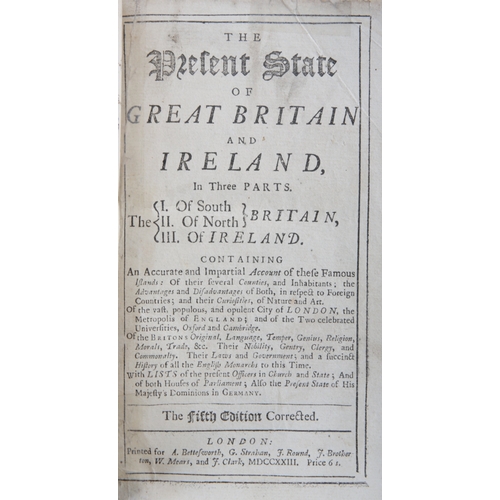 THE
Preſent State
OF
GREAT BRITAIN
AND
IRELAND,
In Three PARTS.
The { I. Of South } BRITAIN,
II. Of North
III. Of IRELAND.
CONTAINING
An Accurate and Impartial Account of theſe Famous
Iſlands: Of their ſeveral Counties, and Inhabitants; the
Advantages and Diſadvantages of Both, in reſpect to Foreign
Countries; and their Curioſities, of Nature and Art.
Of the vaſt, populous, and opulent City of LONDON, the
Metropolis of ENGLAND; and of the Two celebrated
Univerſities, Oxford and Cambridge.
Of the BRITONS Original, Language, Temper, Genius, Religion,
Morals, Trade, &c. Their Nobility, Gentry, Clergy, and
Commonalty. Their Laws and Government; and a ſuccinct
Hiſtory of all the Engliſh Monarchs to this Time.
With LISTS of the preſent Officers in Church and State; And
of both Houſes of Parliament; Alſo the Preſent State of His
Majeſty's Dominions in GERMANY.
The Fifth Edition Corrected.
LONDON:
Printed for A. Bettesworth, G. Strahan, J. Round, J. Brother
ton, W. Mears, and J. Clark, MDCCXXIII. Price 6 s.